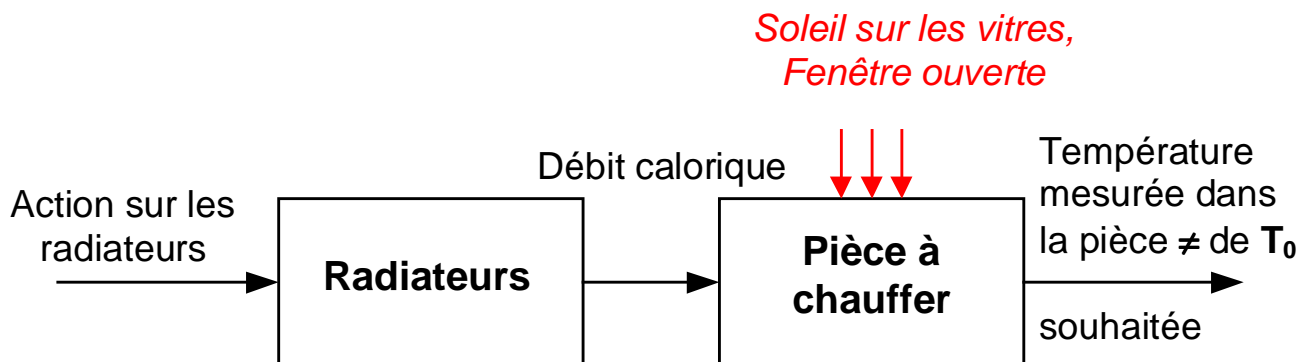 Soleil sur les vitres,
Fenêtre ouverte
Débit calorique
Action sur les
radiateurs
Radiateurs
Pièce à
chauffer
Température
mesurée dans
la pièce ≠ de T₀
souhaitée